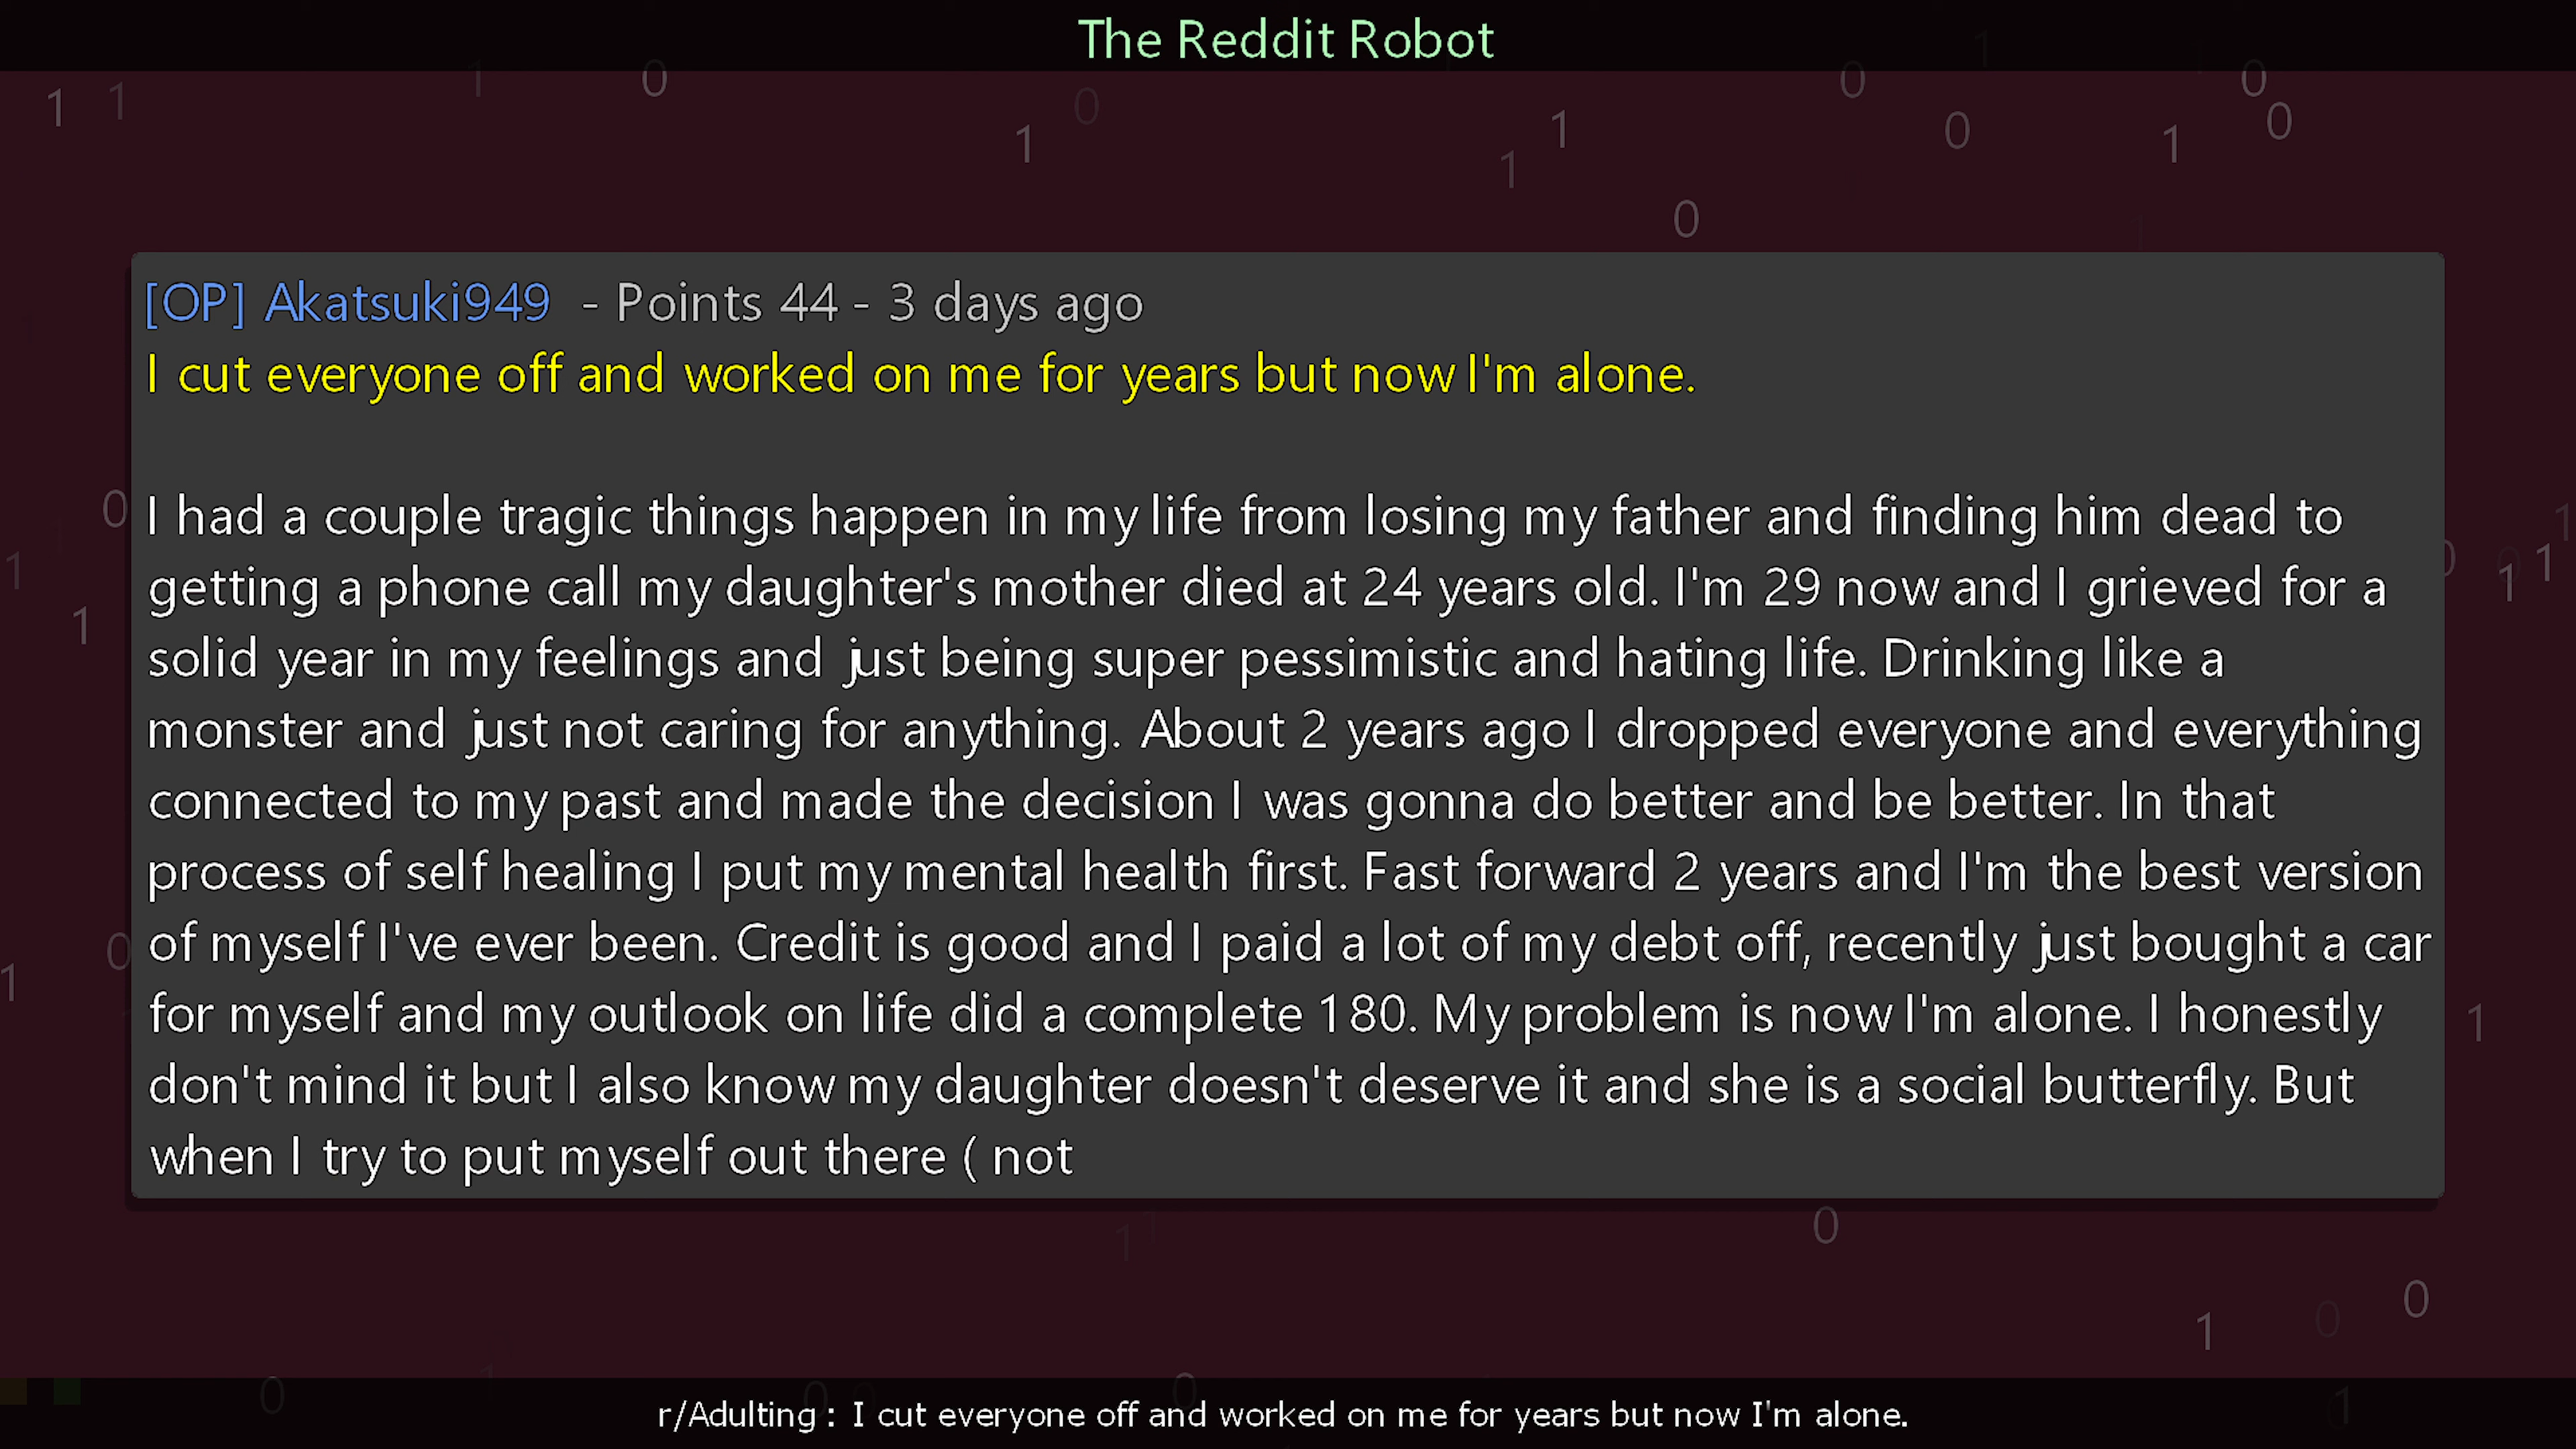 The Reddit Robot
[OP] Akatsuki949 - Points 44 - 3 days ago
I cut everyone off and worked on me for years but now I'm alone.
I had a couple tragic things happen in my life from losing my father and finding him dead to
getting a phone call my daughter's mother died at 24 years old. I'm 29 now and I grieved for a
solid year in my feelings and just being super pessimistic and hating life. Drinking like a
monster and just not caring for anything. About 2 years ago I dropped everyone and everything
connected to my past and made the decision I was gonna do better and be better. In that
process of self healing I put my mental health first. Fast forward 2 years and I'm the best version
of myself I've ever been. Credit is good and I paid a lot of my debt off, recently just bought a car
for myself and my outlook on life did a complete 180. My problem is now I'm alone. I honestly
don't mind it but I also know my daughter doesn't deserve it and she is a social butterfly. But
when I try to put myself out there ( not
r/Adulting : I cut everyone off and worked on me for years but now I'm alone.